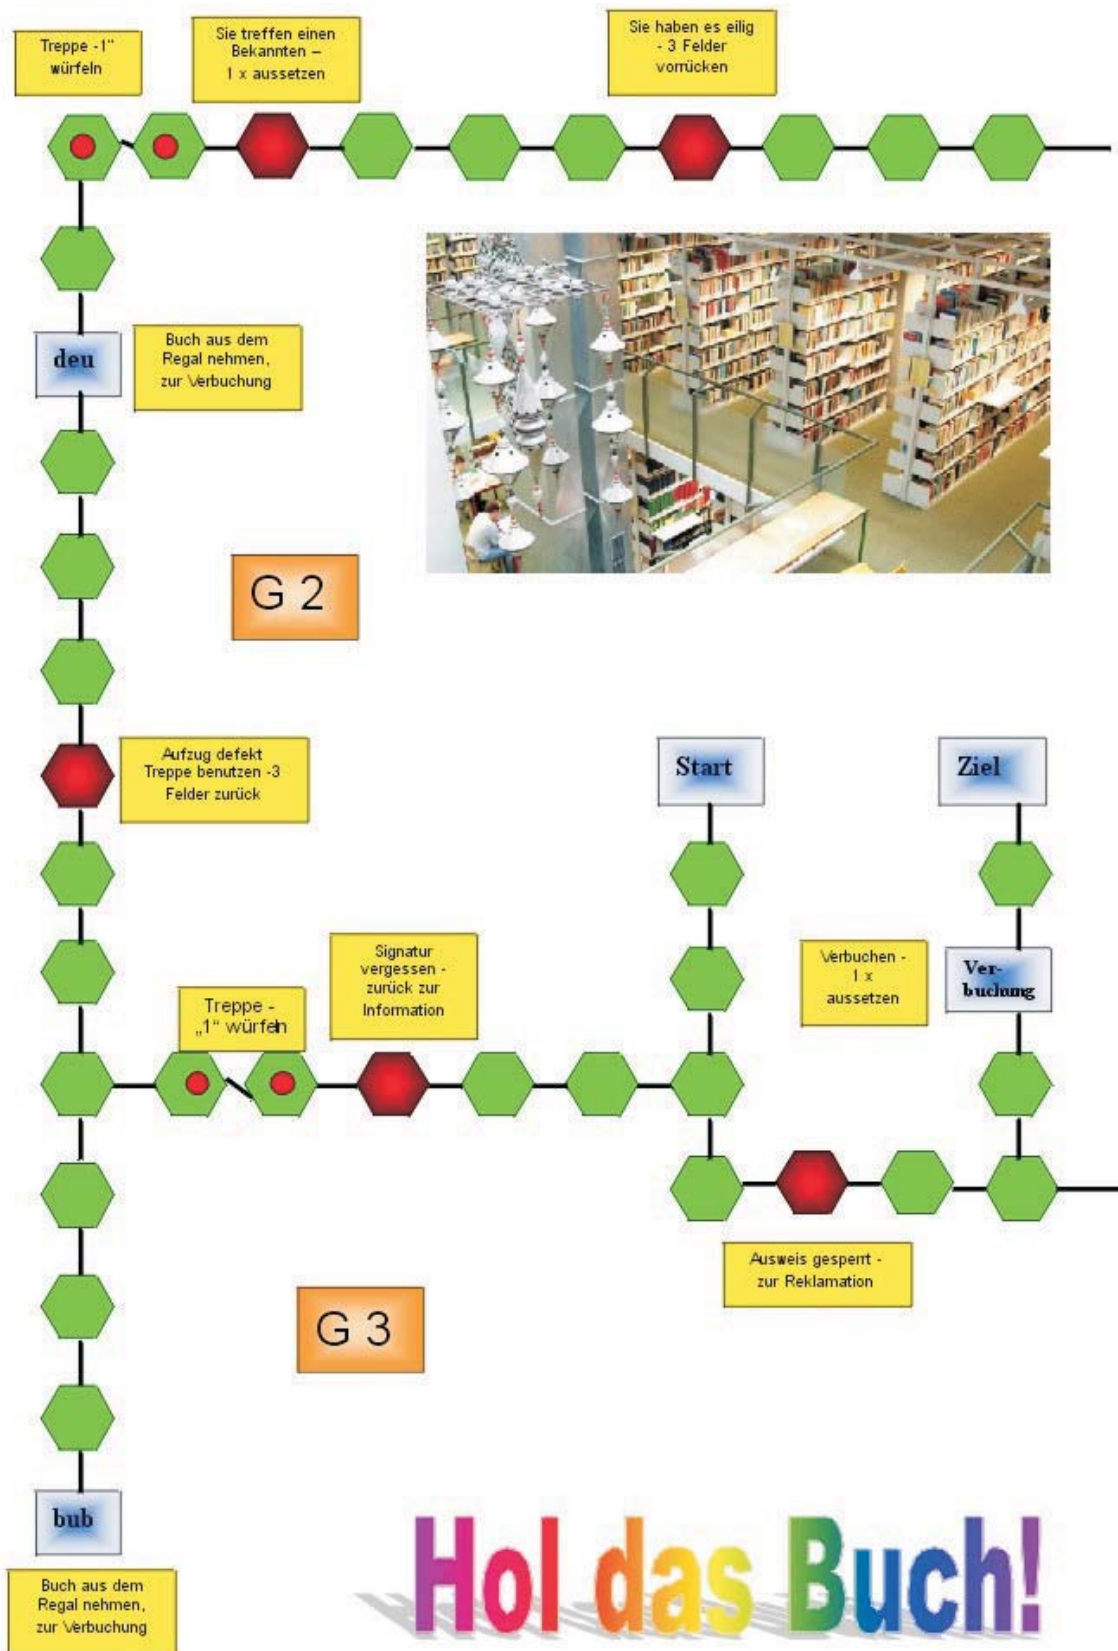 Treppe -1"
würfeln
Sie treffen einen
Bekannten –
1 x aussetzen
Sie haben es eilig
- 3 Felder
vorrücken
deu
Buch aus dem
Regal nehmen,
zur Verbuchung
G 2
Aufzug defekt
Treppe benutzen -3
Felder zurück
Start
Ziel
Signatur
vergessen -
zurück zur
Information
Verbuchen -
1 x
aussetzen
Ver-
buchung
Treppe -
„1“ würfeln
Ausweis gesperrt -
zur Reklamation
G 3
bub
Buch aus dem
Regal nehmen,
zur Verbuchung
Hol das Buch!